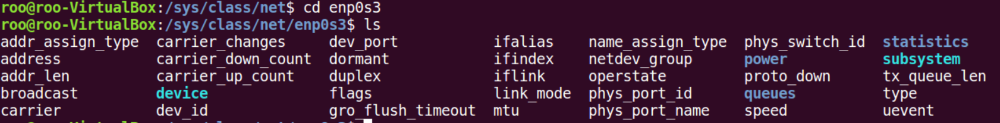 roo@roo-VirtualBox:/sys/class/net$ cd enp0s3
roo@roo-VirtualBox:/sys/class/net/enp0s3$ ls
addr_assign_type  carrier_changes     dev_port           ifalias    name_assign_type  phys_switch_id  statistics
address           carrier_down_count  dormant            ifindex    netdev_group      power           subsystem
addr_len          carrier_up_count    duplex             iflink     operstate         proto_down      tx_queue_len
broadcast         device              flags              link_mode  phys_port_id      queues          type
carrier           dev_id              gro_flush_timeout  mtu        phys_port_name    speed           uevent